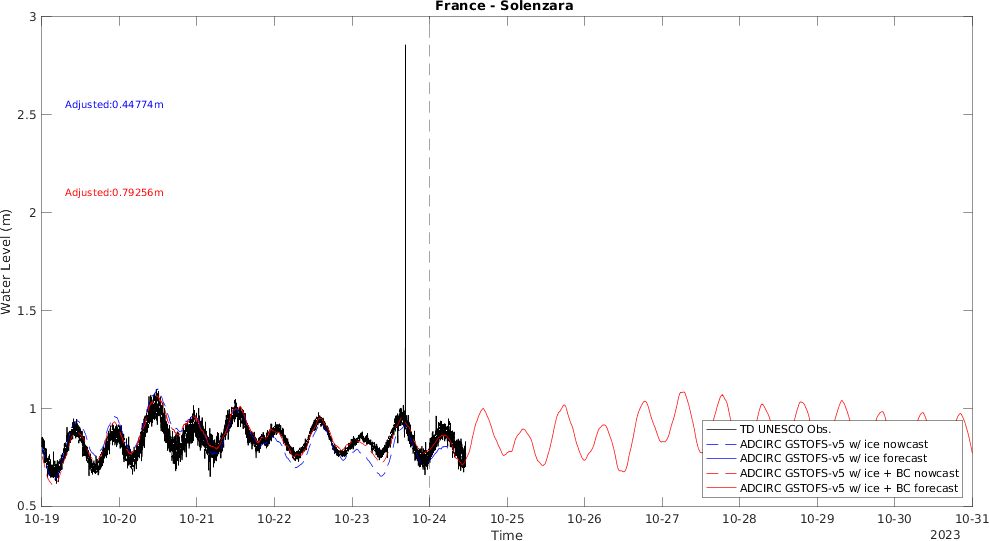 France - Solenzara
3
2.5
2
1.5
1
0.5
Water Level (m)
Adjusted:0.44774m
Adjusted:0.79256m
TD UNESCO Obs.
ADCIRC GSTOFS-v5 w/ ice nowcast
ADCIRC GSTOFS-v5 w/ ice forecast
ADCIRC GSTOFS-v5 w/ ice + BC nowcast
ADCIRC GSTOFS-v5 w/ ice + BC forecast
10-19 10-20 10-21 10-22 10-23 10-24 10-25 10-26 10-27 10-28 10-29 10-30 10-31
Time
2023